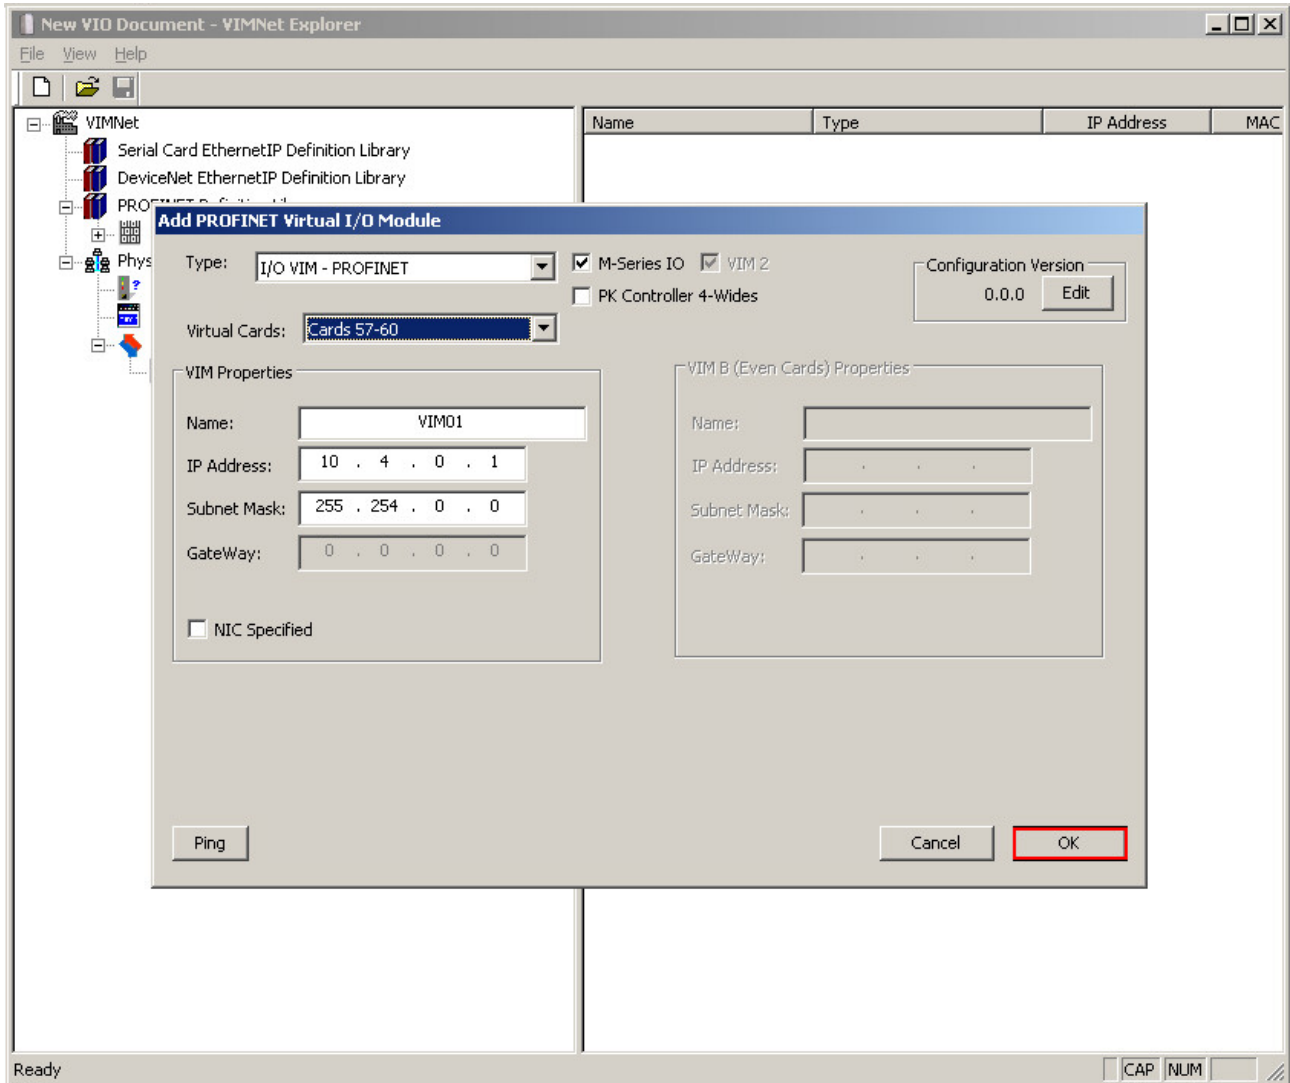 New VIO Document - VIMNet Explorer
File View Help
VIMNet
Name Type IP Address MAC
Serial Card EthernetIP Definition Library
DeviceNet EthernetIP Definition Library
Add PROFINET Virtual I/O Module
Phys
Type: I/O VIM - PROFINET
M-Series IO VIM 2
PK Controller 4-Wides
Configuration Version
0.0.0 Edit
Virtual Cards: Cards 57-60
VIM Properties
Name: VIM01
IP Address: 10 . 4 . 0 . 1
Subnet Mask: 255 . 254 . 0 . 0
GateWay: 0 . 0 . 0 . 0
NIC Specified
VIM B (Even Cards) Properties
Name:
IP Address: . . .
Subnet Mask: . . .
GateWay: . . .
Ping Cancel OK
Ready CAP NUM